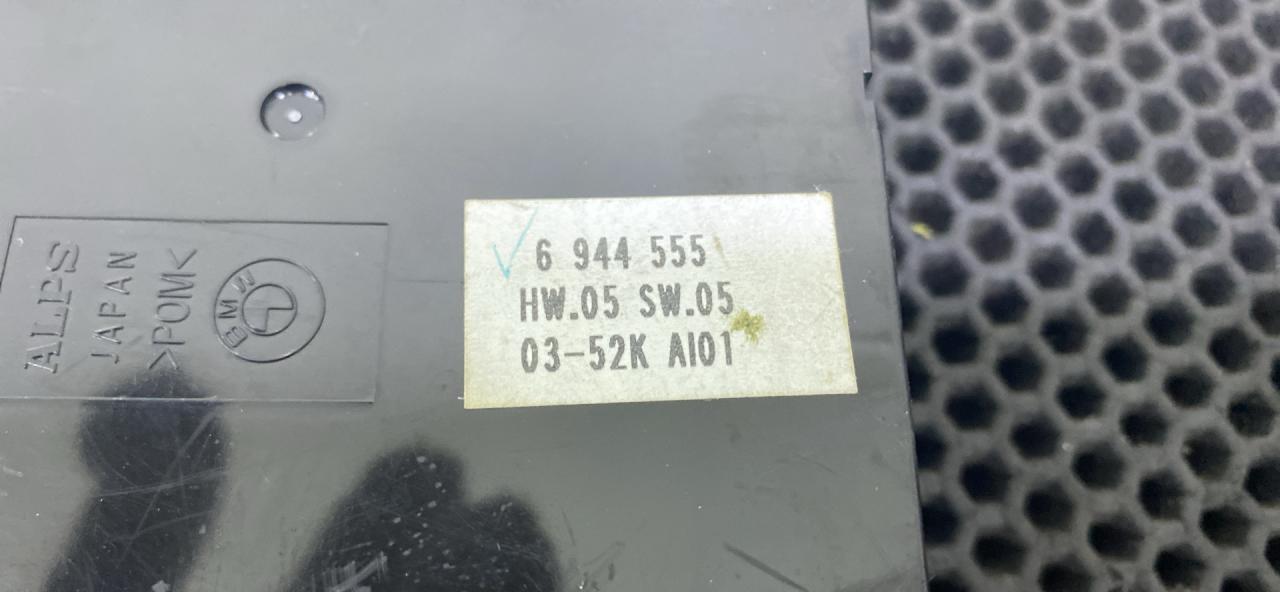 6 944 555
HW.05 SW.05
03-52K AI01
ALPS
JAPAN
>POM<
BMW